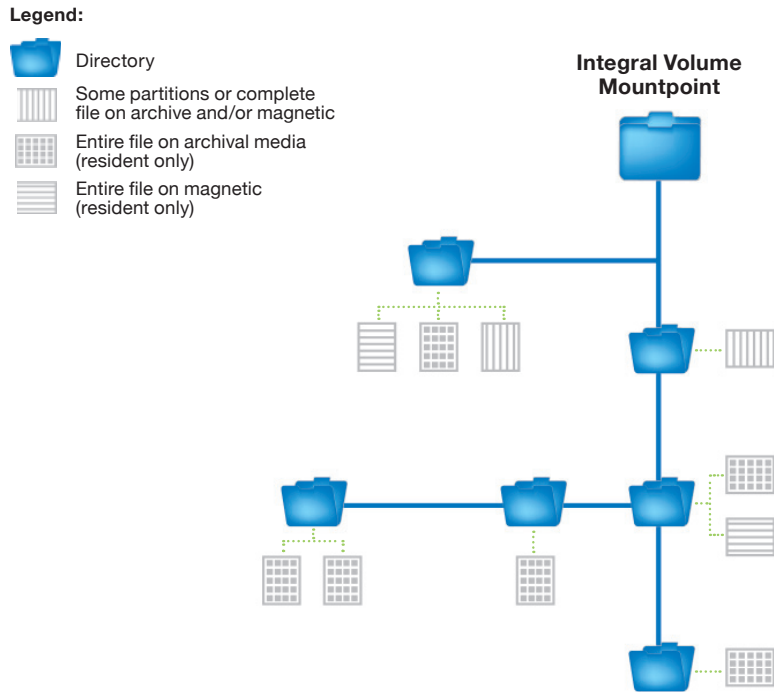 Legend:
Directory
Some partitions or complete
file on archive and/or magnetic
Entire file on archival media
(resident only)
Entire file on magnetic
(resident only)
Integral Volume
Mountpoint